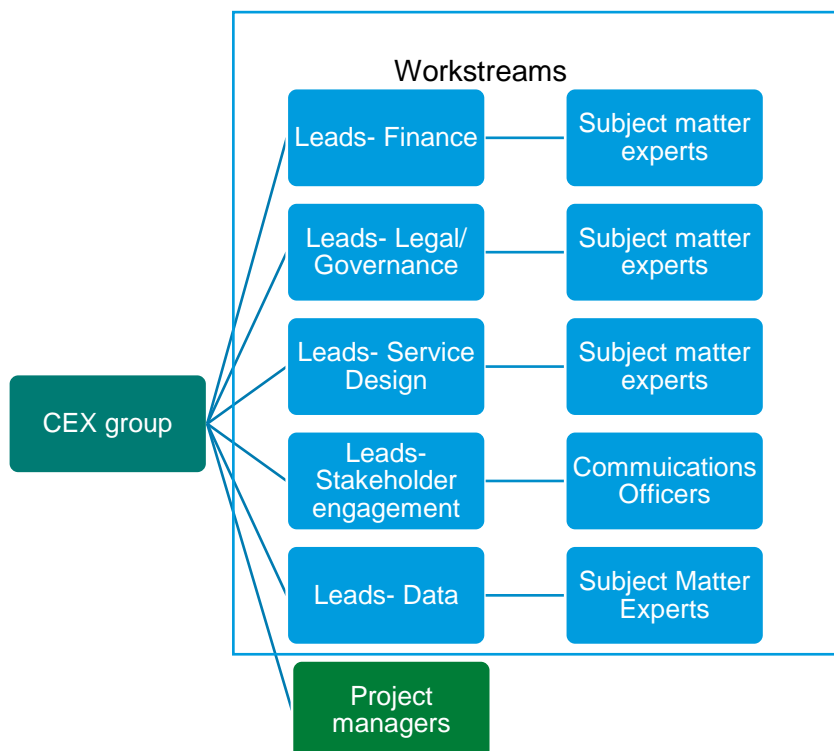 Workstreams
Leads- Finance
Subject matter
experts
Leads- Legal/
Governance
Subject matter
experts
Leads- Service
Design
Subject matter
experts
CEX group
Leads-
Stakeholder
engagement
Commuications
Officers
Leads- Data
Subject Matter
Experts
Project
managers